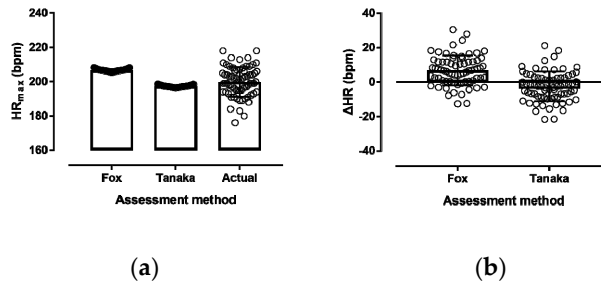 HRmax (bpm)
220
200
180
160
Fox Tanaka Actual
Assessment method
(a)
ΔHR (bpm)
40
20
0
-20
-40
Fox Tanaka
Assessment method
(b)